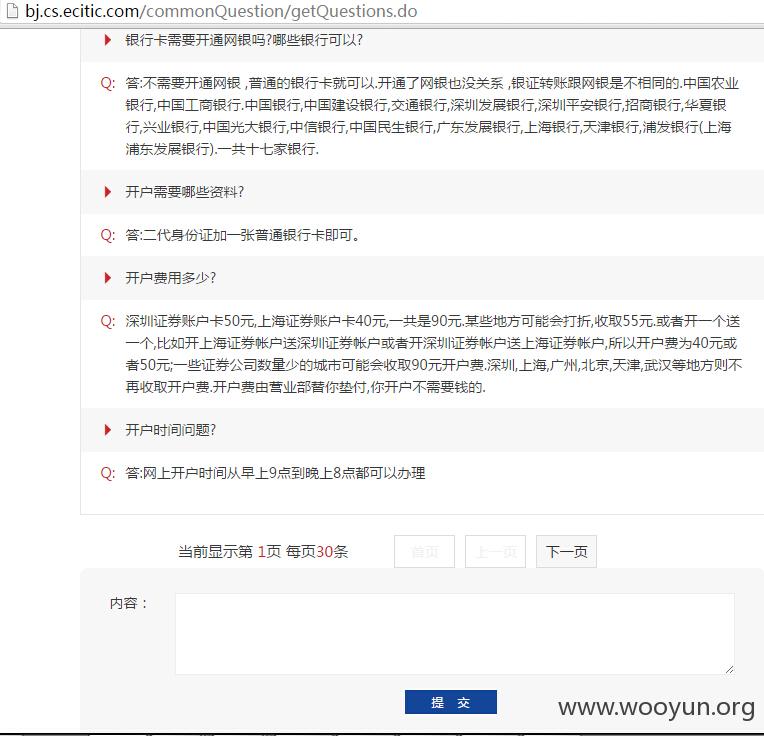 bj.cs.ecitic.com/commonQuestion/getQuestions.do
银行卡需要开通网银吗?哪些银行可以?
Q: 答:不需要开通网银 ,普通的银行卡就可以.开通了网银也没关系 ,银证转账跟网银是不相同的.中国农业
银行,中国工商银行.中国银行,中国建设银行,交通银行,深圳发展银行,深圳平安银行,招商银行,华夏银
行,兴业银行,中国光大银行,中信银行,中国民生银行,广东发展银行,上海银行,天津银行,浦发银行(上海
浦东发展银行).一共十七家银行.
开户需要哪些资料?
Q: 答:二代身份证加一张普通银行卡即可。
开户费用多少?
Q: 深圳证券账户卡50元,上海证券账户卡40元,一共是90元.某些地方可能会打折,收取55元.或者开一个送
一个,比如开上海证券帐户送深圳证券帐户或者开深圳证券帐户送上海证券帐户,所以开户费为40元或
者50元;一些证券公司数量少的城市可能会收取90元开户费.深圳,上海,广州,北京,天津,武汉等地方则不
再收取开户费.开户费由营业部替你垫付,你开户不需要钱的.
开户时间问题?
Q: 答:网上开户时间从早上9点到晚上8点都可以办理
当前显示第 1页 每页30条 首页 上一页 下一页
内容：
提 交
www.wooyun.org